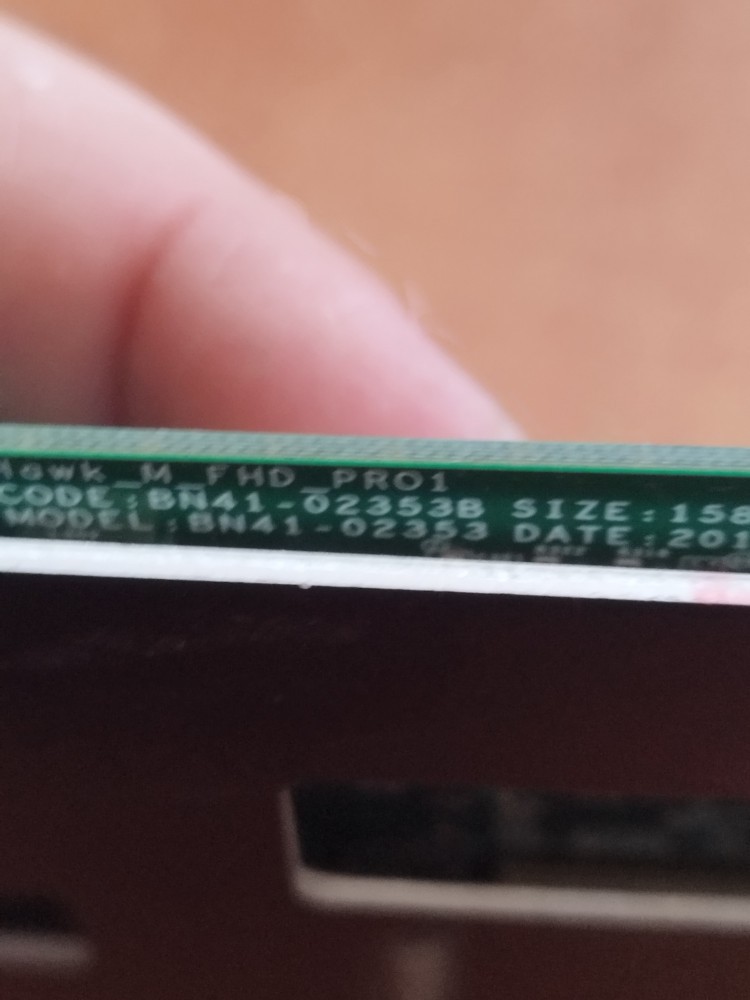 Hawk_M_FHD_PRO1
CODE:BN41-02353B SIZE:158
MODEL:BN41-02353 DATE:201